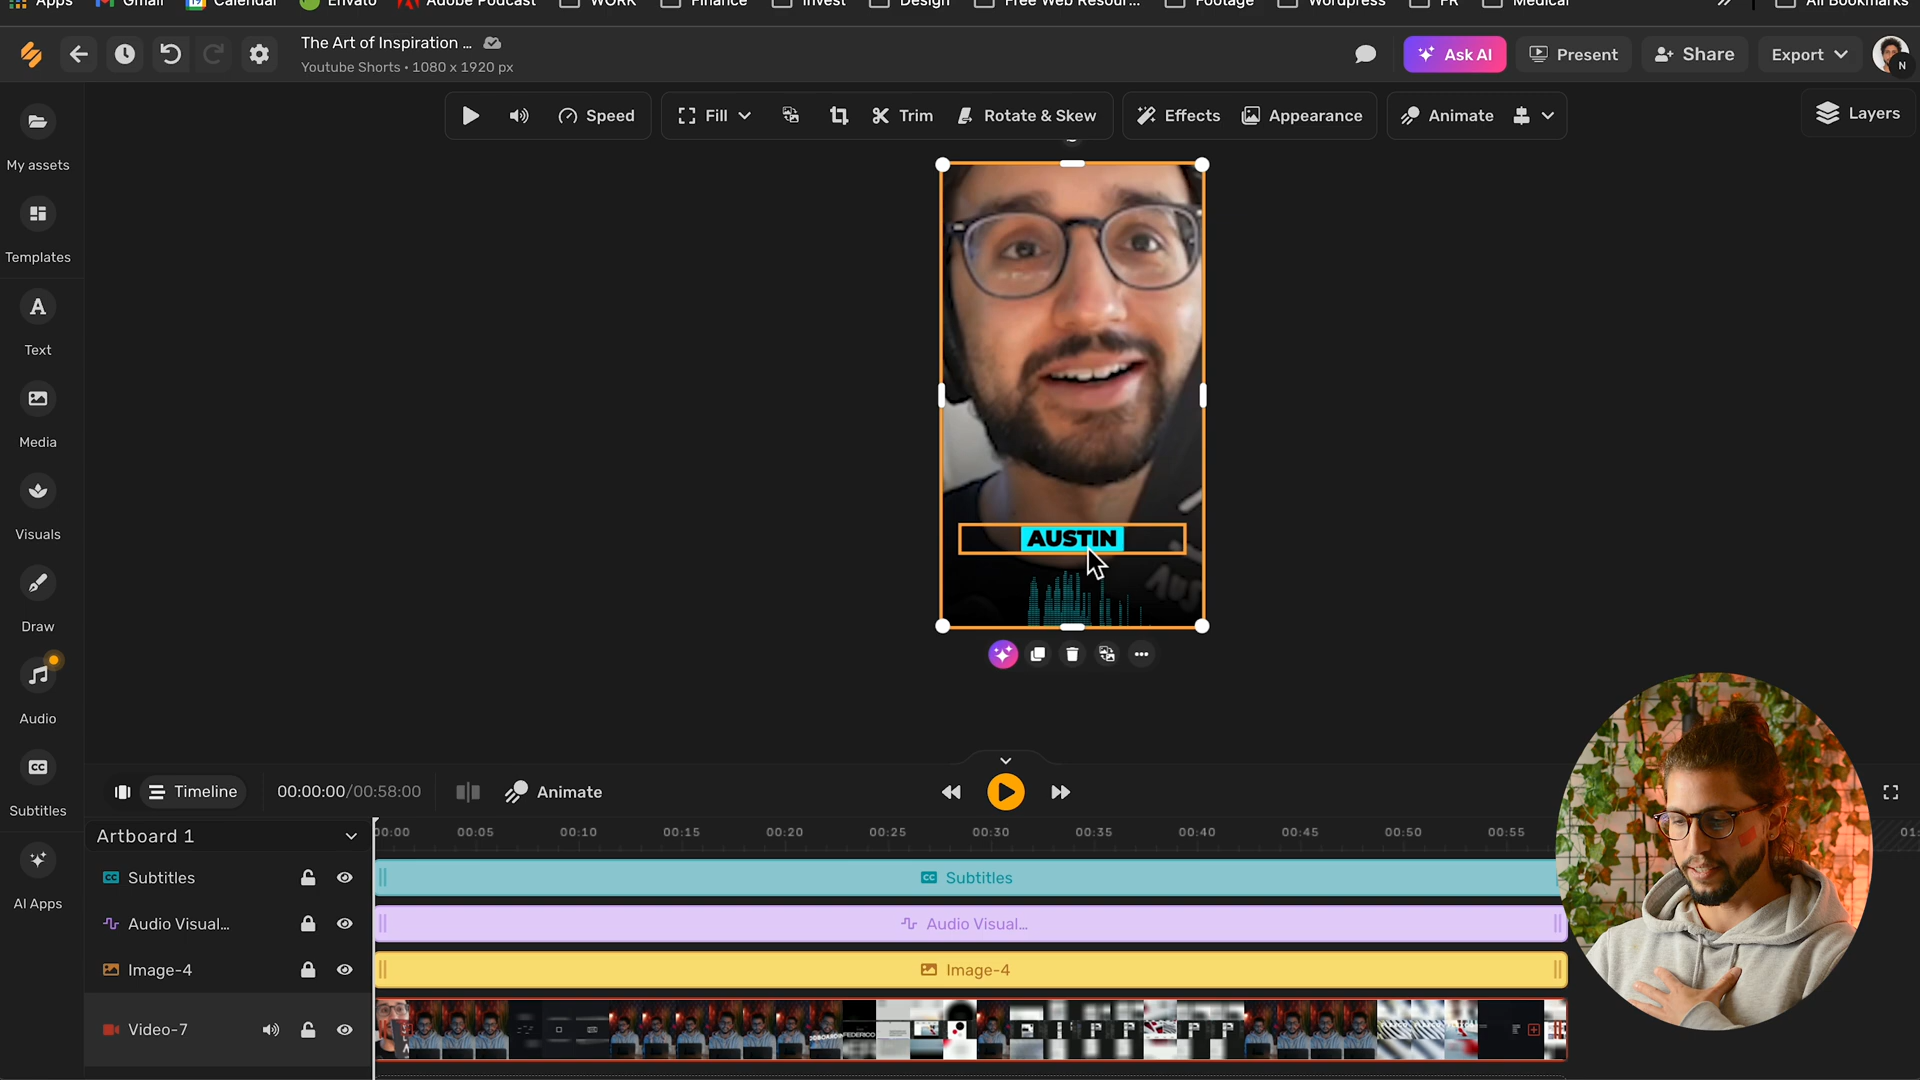 Apps Gmail Calendar Envato Adobe Podcast WORK Finance Invest Design Free Web Resour... Footage Wordpress PR Medical All Bookmarks
The Art of Inspiration ...
Youtube Shorts • 1080 x 1920 px
Ask AI Present Share Export N
Speed Fill Trim Rotate & Skew Effects Appearance Animate Layers
My assets
Templates
Text
Media
Visuals
Draw
Audio
Subtitles
AI Apps
AUSTIN
Timeline 00:00:00/00:58:00 Animate
Artboard 1 00:00 00:05 00:10 00:15 00:20 00:25 00:30 00:35 00:40 00:45 00:50 00:55 01:
CC Subtitles CC Subtitles
Audio Visual... Audio Visual...
Image-4 Image-4
Video-7 FEDERICO